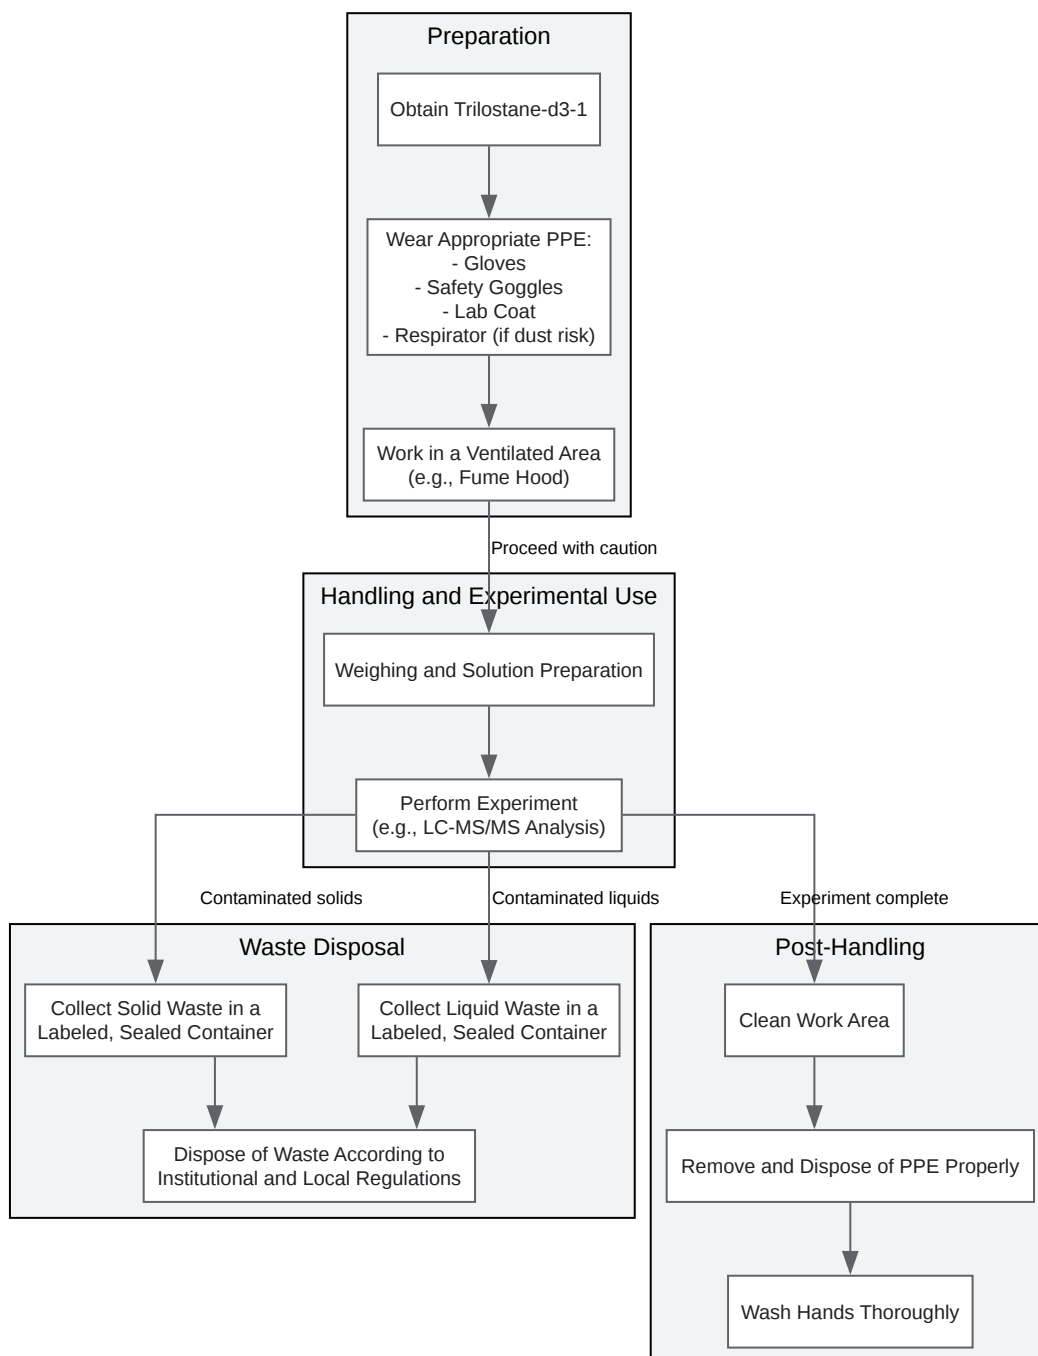 Preparation
Obtain Trilostane-d3-1
Wear Appropriate PPE:
- Gloves
- Safety Goggles
- Lab Coat
- Respirator (if dust risk)
Work in a Ventilated Area
(e.g., Fume Hood)
Proceed with caution
Handling and Experimental Use
Weighing and Solution Preparation
Perform Experiment
(e.g., LC-MS/MS Analysis)
Contaminated solids
Contaminated liquids
Experiment complete
Waste Disposal
Collect Solid Waste in a
Labeled, Sealed Container
Collect Liquid Waste in a
Labeled, Sealed Container
Dispose of Waste According to
Institutional and Local Regulations
Post-Handling
Clean Work Area
Remove and Dispose of PPE Properly
Wash Hands Thoroughly